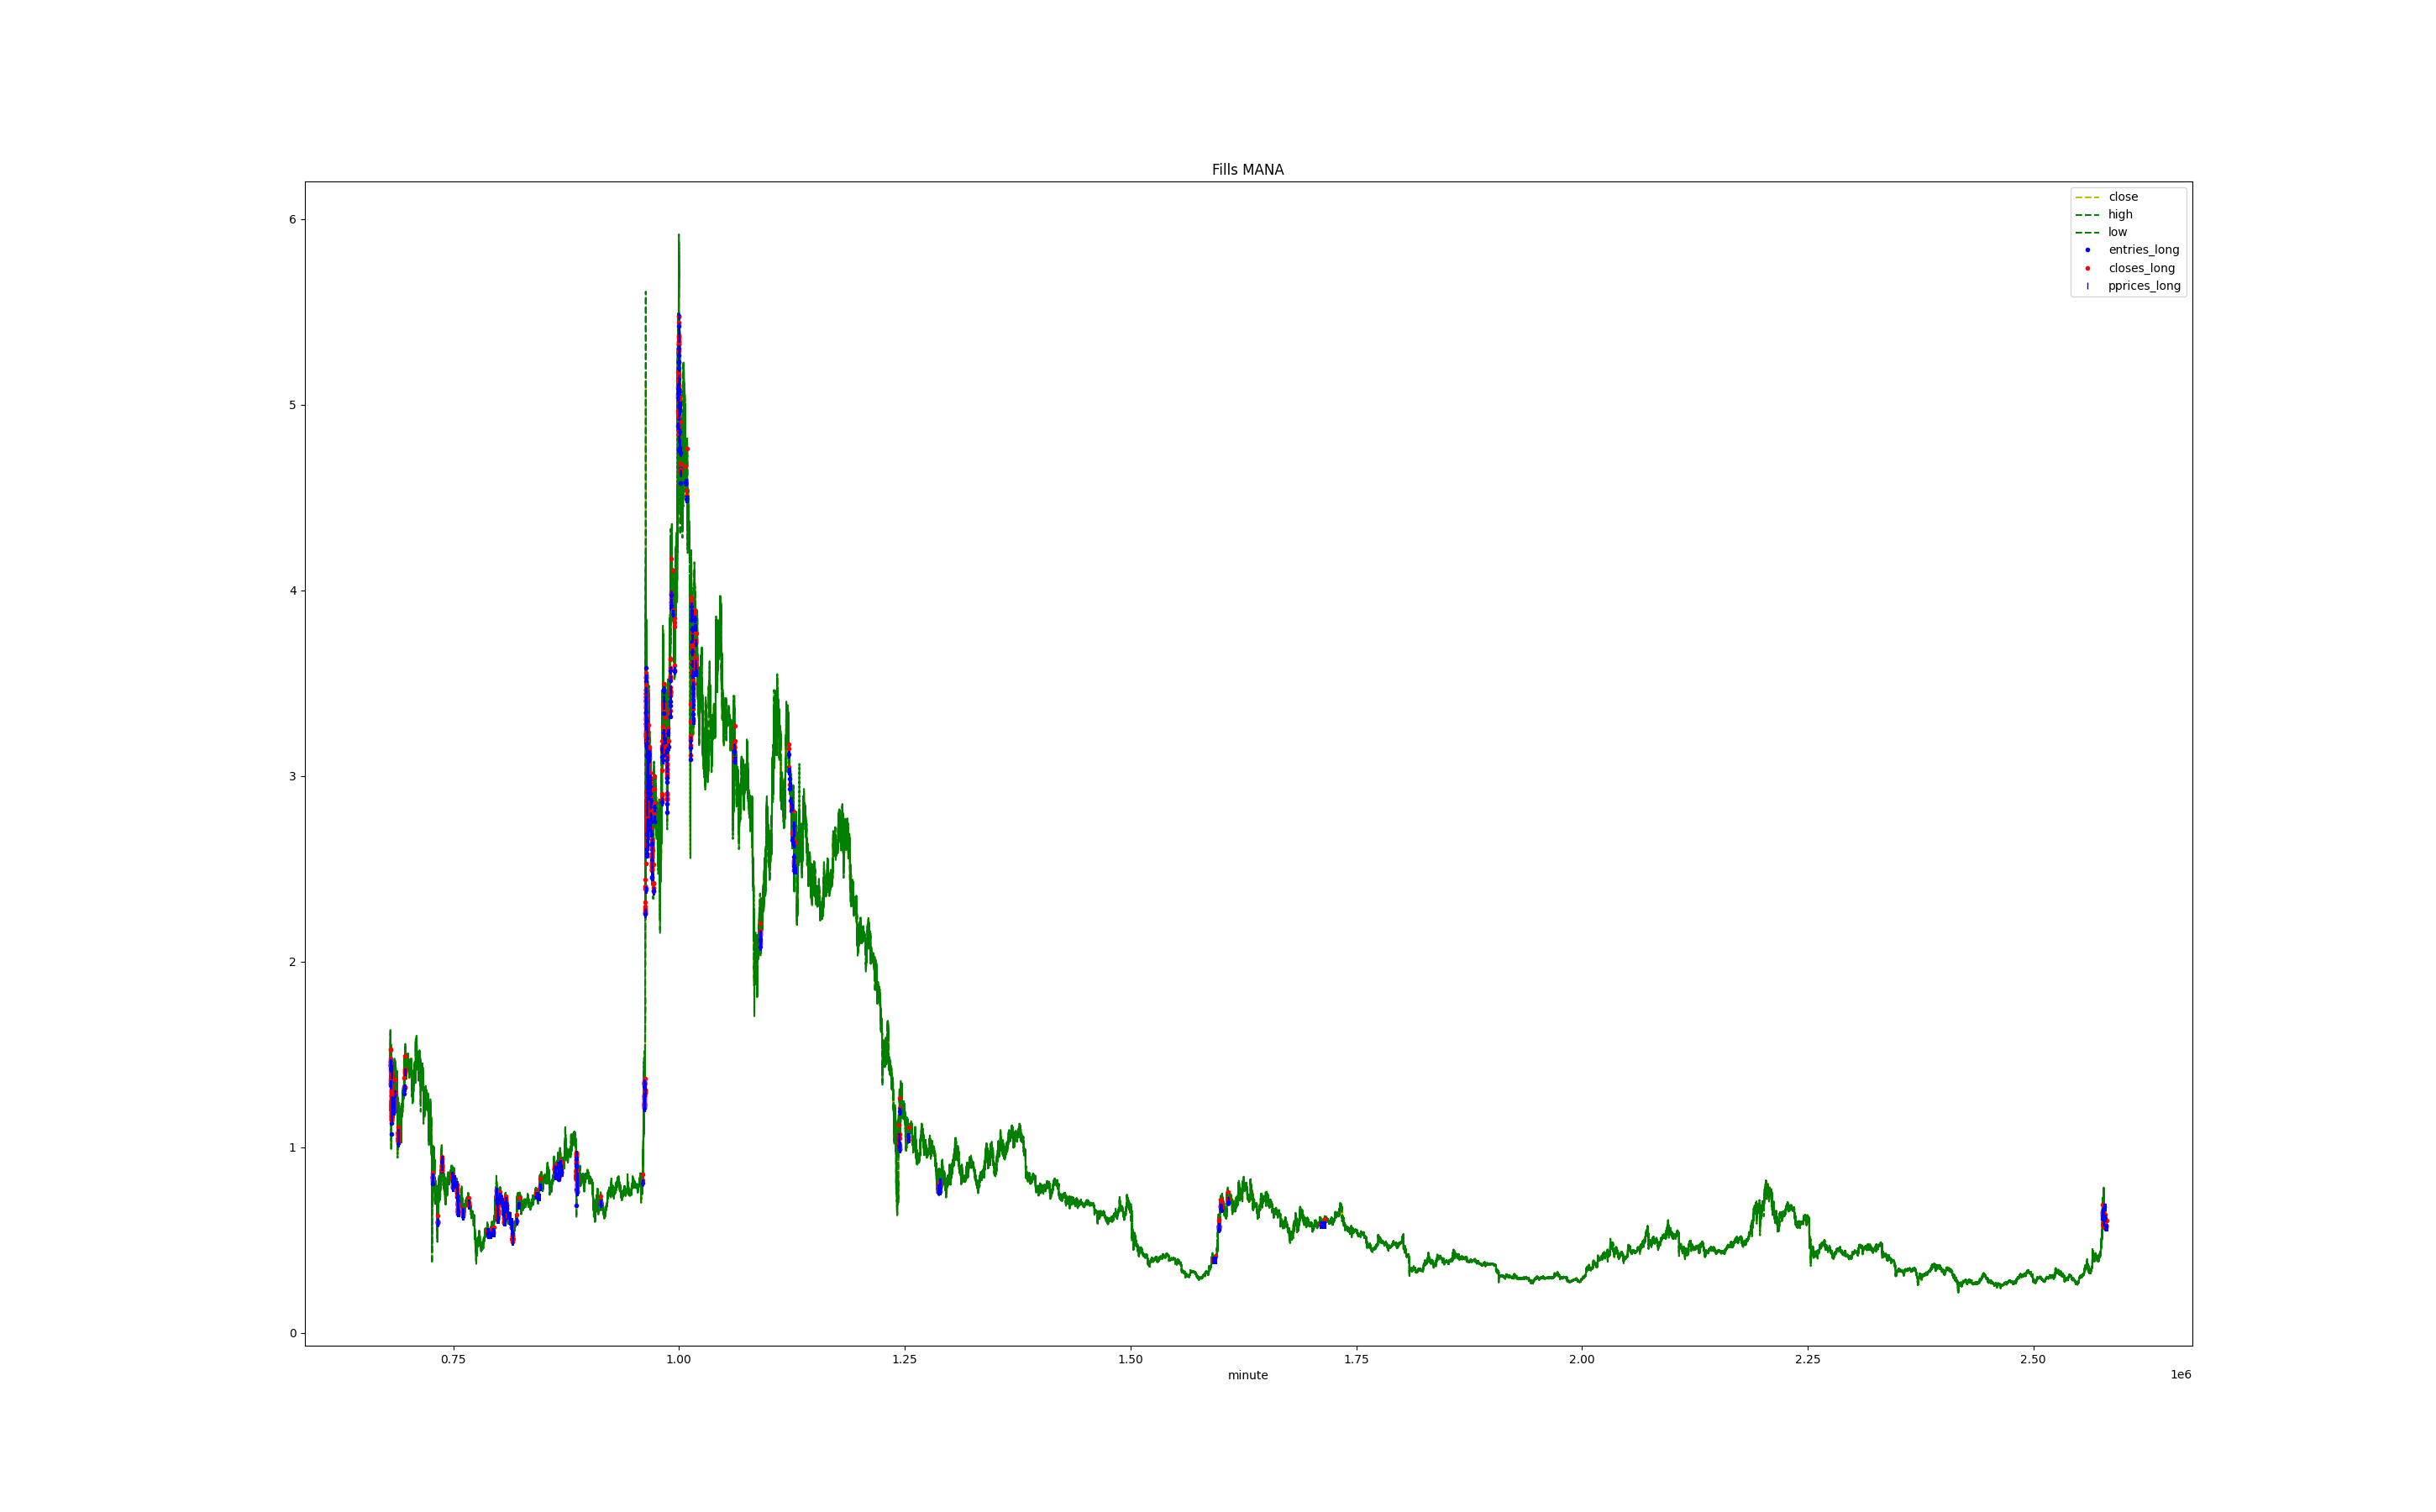 Fills MANA
close
high
low
entries_long
closes_long
pprices_long
6
5
4
3
2
1
0
0.75 1.00 1.25 1.50 1.75 2.00 2.25 2.50
minute
1e6